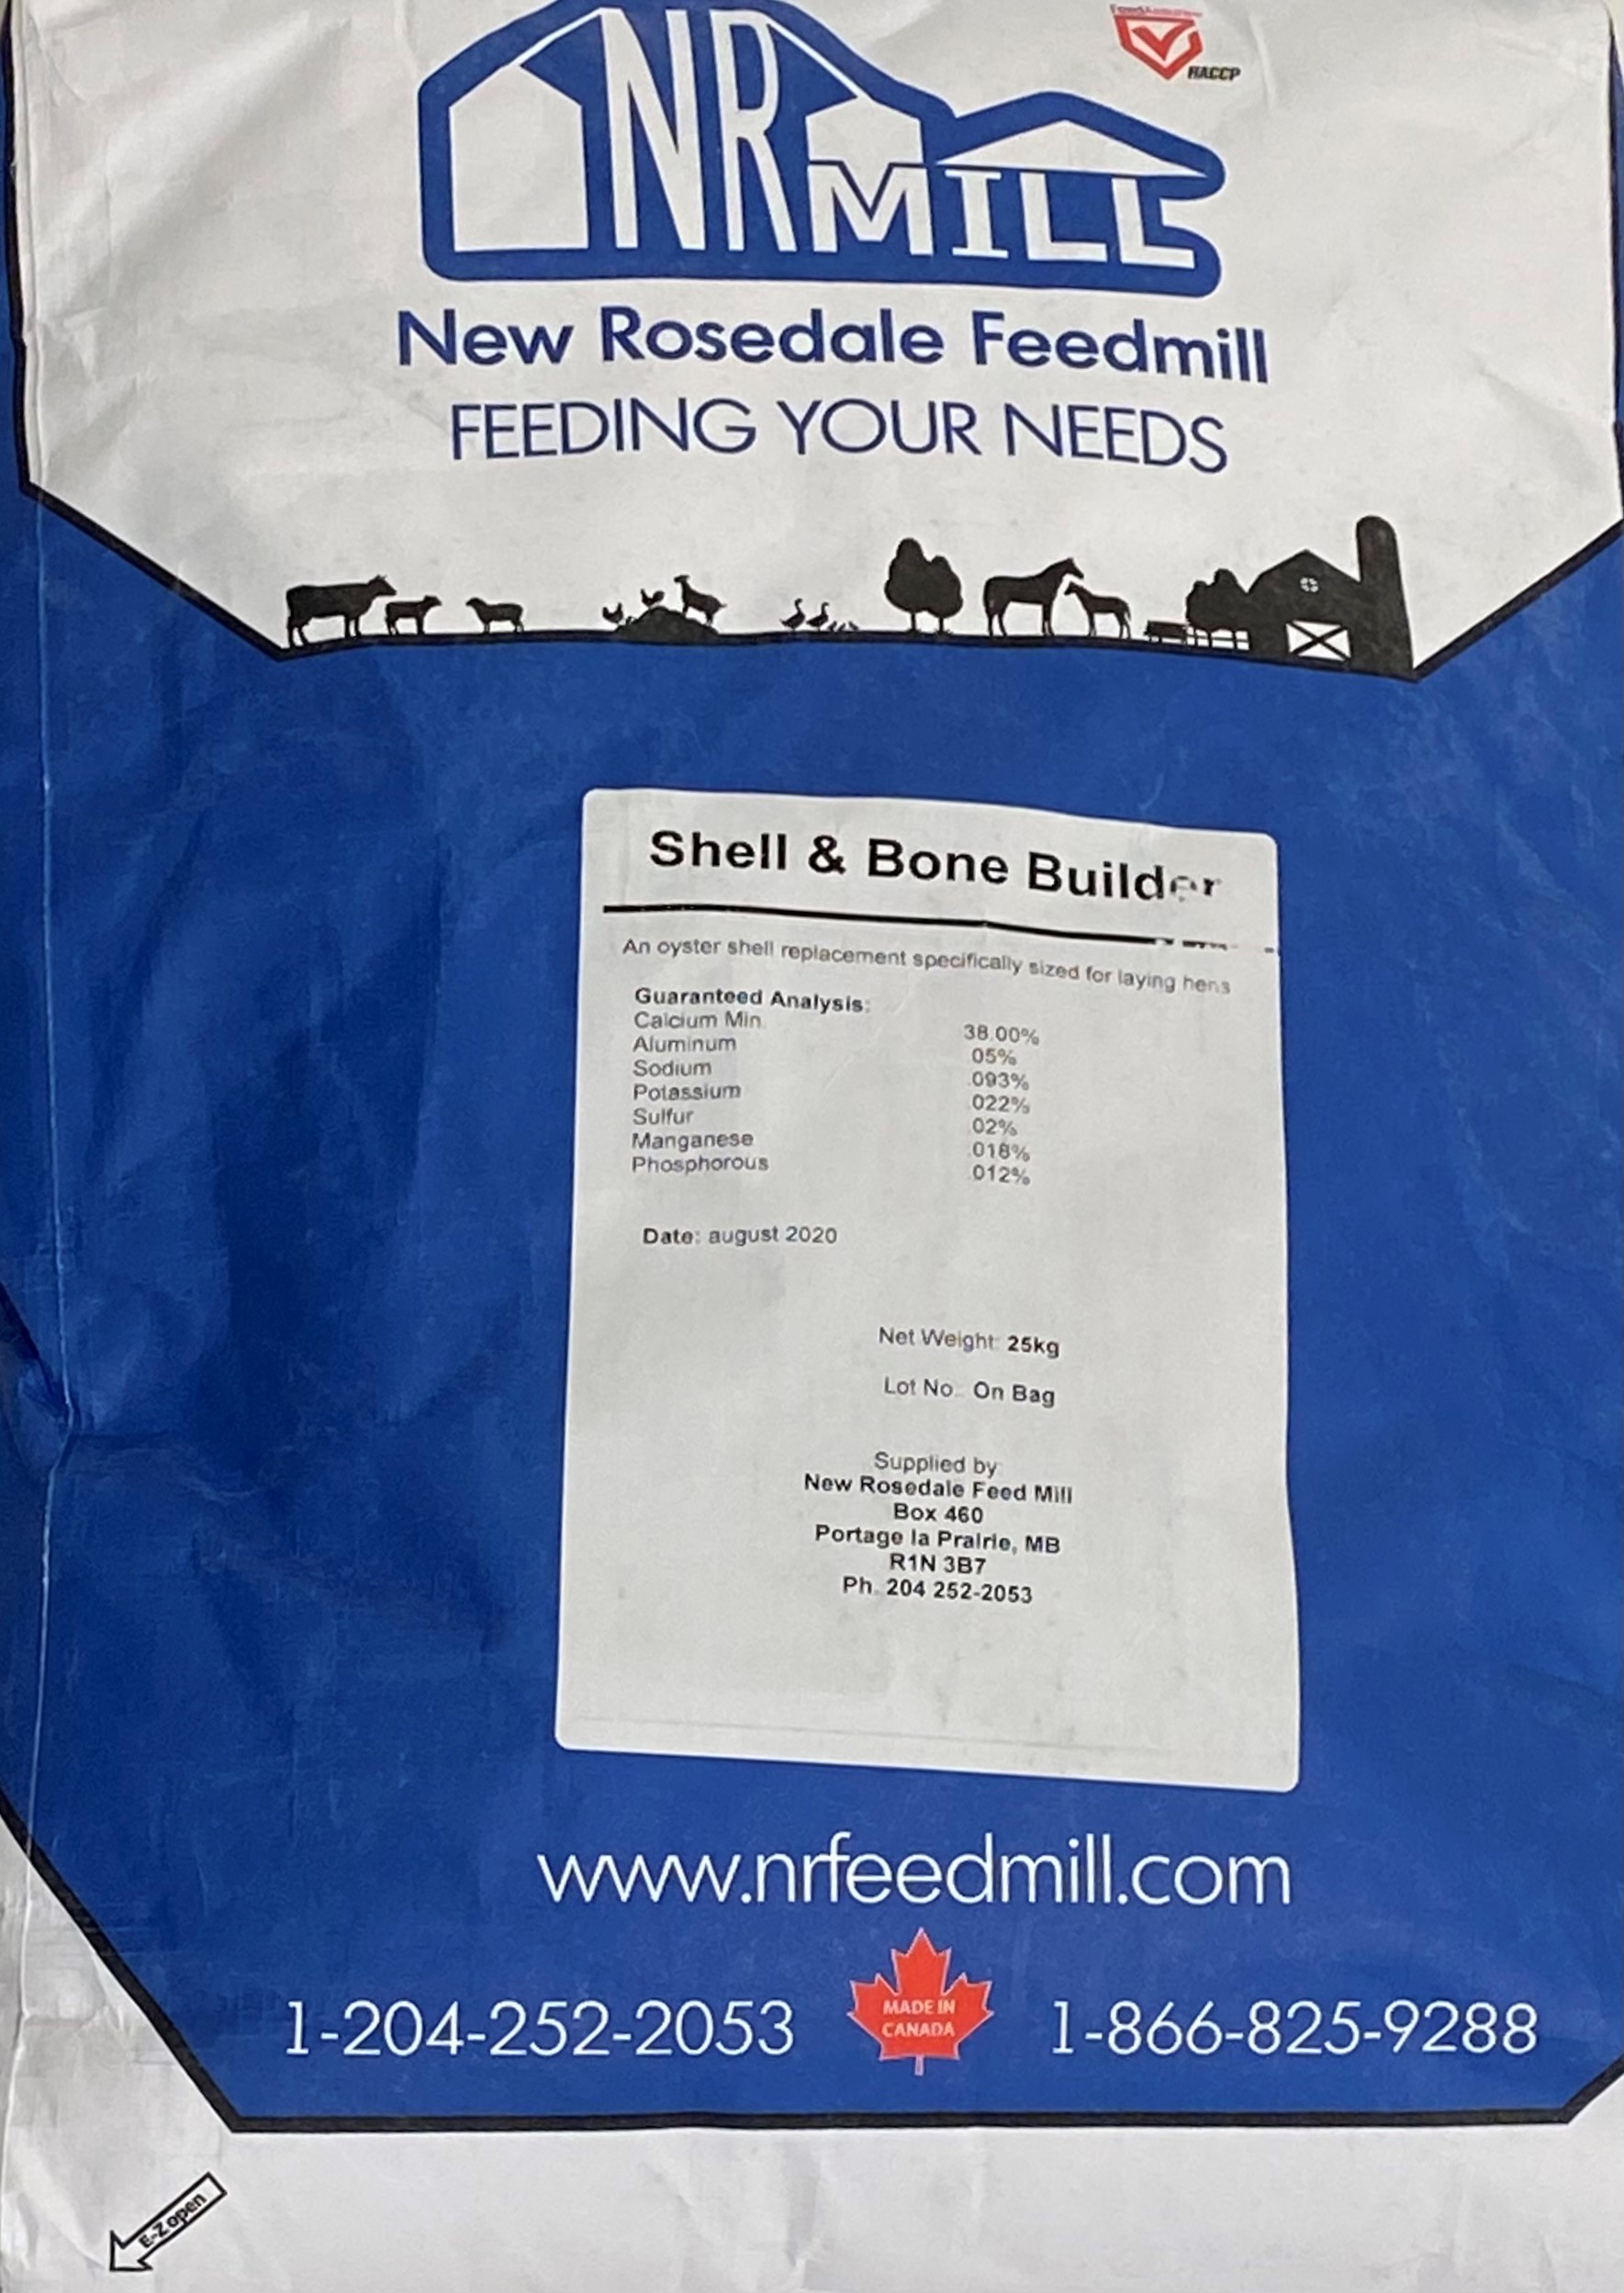 FeedAssurance
HACCP
NR MILL
New Rosedale Feedmill
FEEDING YOUR NEEDS
Shell & Bone Builder
An oyster shell replacement specifically sized for laying hens
Guaranteed Analysis:
Calcium Min. 38.00%
Aluminum .05%
Sodium .093%
Potassium .022%
Sulfur .02%
Manganese .018%
Phosphorous .012%
Date: august 2020
Net Weight: 25kg
Lot No.: On Bag
Supplied by:
New Rosedale Feed Mill
Box 460
Portage la Prairie, MB
R1N 3B7
Ph. 204 252-2053
www.nrfeedmill.com
1-204-252-2053
MADE IN
CANADA
1-866-825-9288
E-Z open